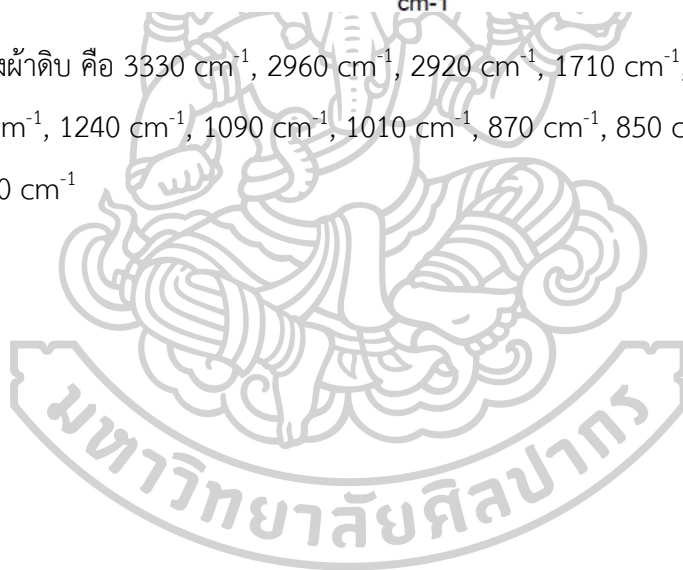 cm-1
งผ้าดิบ คือ 3330 cm⁻¹, 2960 cm⁻¹, 2920 cm⁻¹, 1710 cm⁻¹,
m⁻¹, 1240 cm⁻¹, 1090 cm⁻¹, 1010 cm⁻¹, 870 cm⁻¹, 850 c
0 cm⁻¹
มหาวิทยาลัยศิลปากร